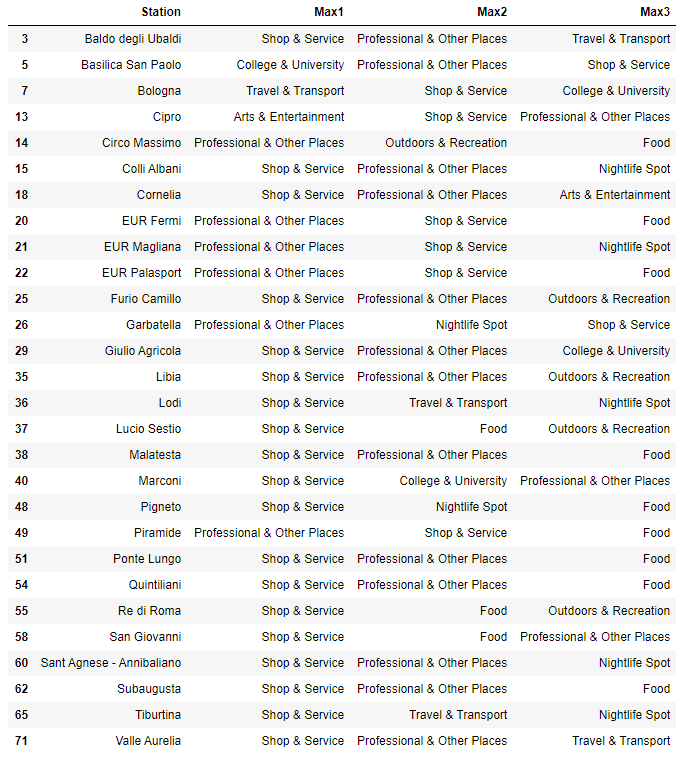 Station Max1 Max2 Max3
3 Baldo degli Ubaldi Shop & Service Professional & Other Places Travel & Transport
5 Basilica San Paolo College & University Professional & Other Places Shop & Service
7 Bologna Travel & Transport Shop & Service College & University
13 Cipro Arts & Entertainment Shop & Service Professional & Other Places
14 Circo Massimo Professional & Other Places Outdoors & Recreation Food
15 Colli Albani Shop & Service Professional & Other Places Nightlife Spot
18 Cornelia Shop & Service Professional & Other Places Arts & Entertainment
20 EUR Fermi Professional & Other Places Shop & Service Food
21 EUR Magliana Professional & Other Places Shop & Service Nightlife Spot
22 EUR Palasport Professional & Other Places Shop & Service Food
25 Furio Camillo Shop & Service Professional & Other Places Outdoors & Recreation
26 Garbatella Professional & Other Places Nightlife Spot Shop & Service
29 Giulio Agricola Shop & Service Professional & Other Places College & University
35 Libia Shop & Service Professional & Other Places Outdoors & Recreation
36 Lodi Shop & Service Travel & Transport Nightlife Spot
37 Lucio Sestio Shop & Service Food Outdoors & Recreation
38 Malatesta Shop & Service Professional & Other Places Food
40 Marconi Shop & Service College & University Professional & Other Places
48 Pigneto Shop & Service Nightlife Spot Food
49 Piramide Professional & Other Places Shop & Service Food
51 Ponte Lungo Shop & Service Professional & Other Places Food
54 Quintiliani Shop & Service Professional & Other Places Food
55 Re di Roma Shop & Service Food Outdoors & Recreation
58 San Giovanni Shop & Service Food Professional & Other Places
60 Sant Agnese - Annibaliano Shop & Service Professional & Other Places Nightlife Spot
62 Subaugusta Shop & Service Professional & Other Places Food
65 Tiburtina Shop & Service Travel & Transport Nightlife Spot
71 Valle Aurelia Shop & Service Professional & Other Places Travel & Transport